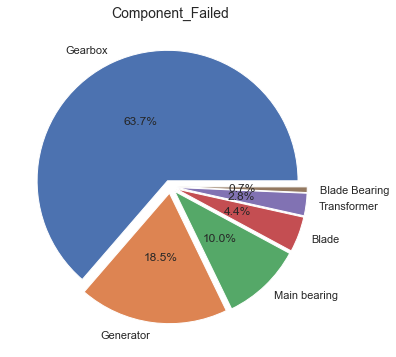 Component_Failed
Gearbox
63.7%
0.7%
Blade Bearing
2.8%
Transformer
4.4%
Blade
10.0%
18.5%
Main bearing
Generator